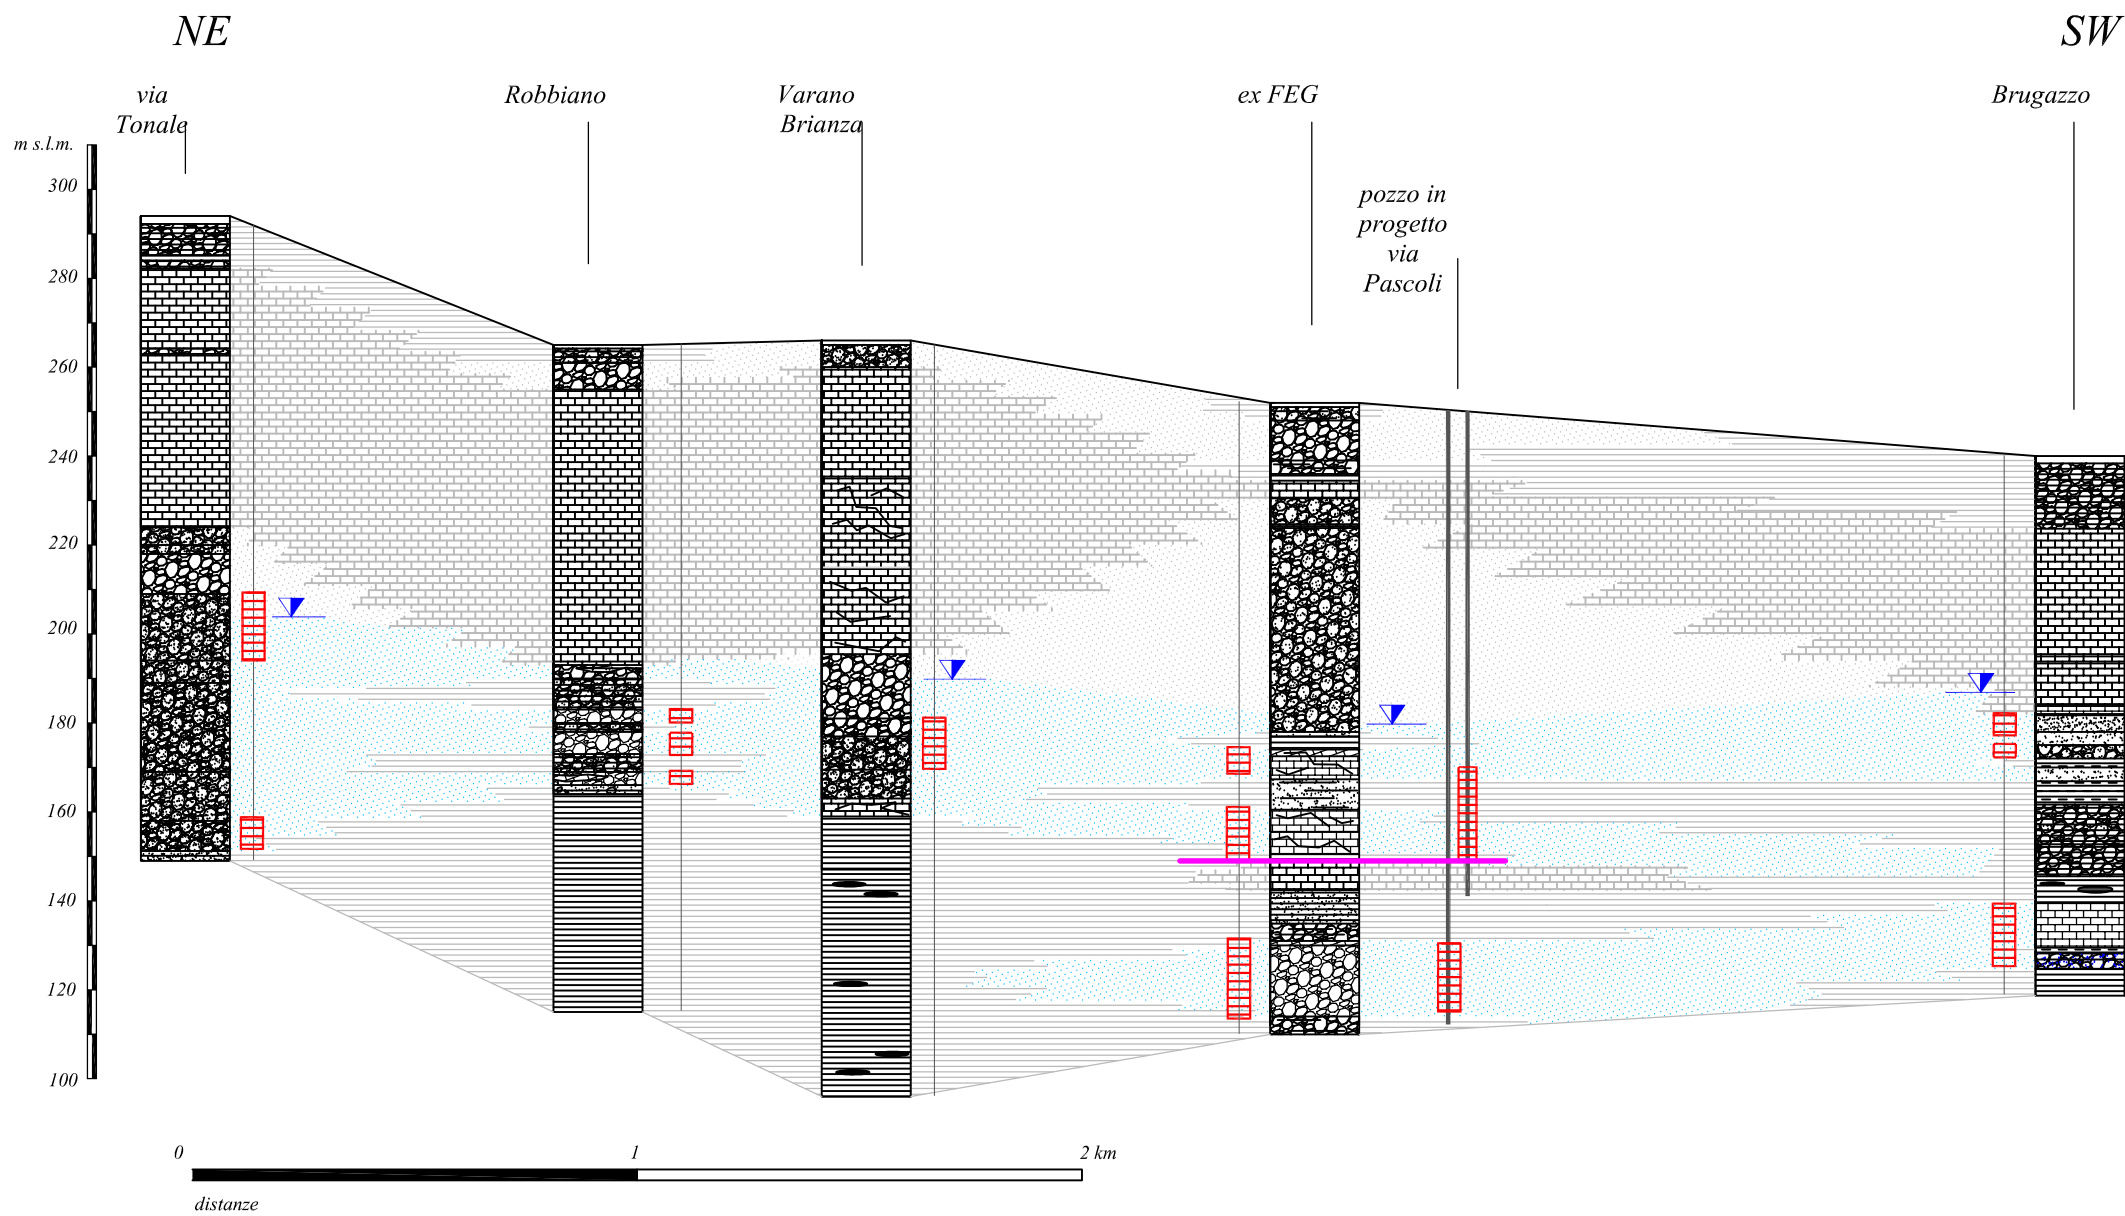 NE
SW
via
Tonale
Robbiano
Varano
Brianza
ex FEG
Brugazzo
m s.l.m.
pozzo in
progetto
via
Pascoli
300
280
260
240
220
200
180
160
140
120
100
0
1
2 km
distanze